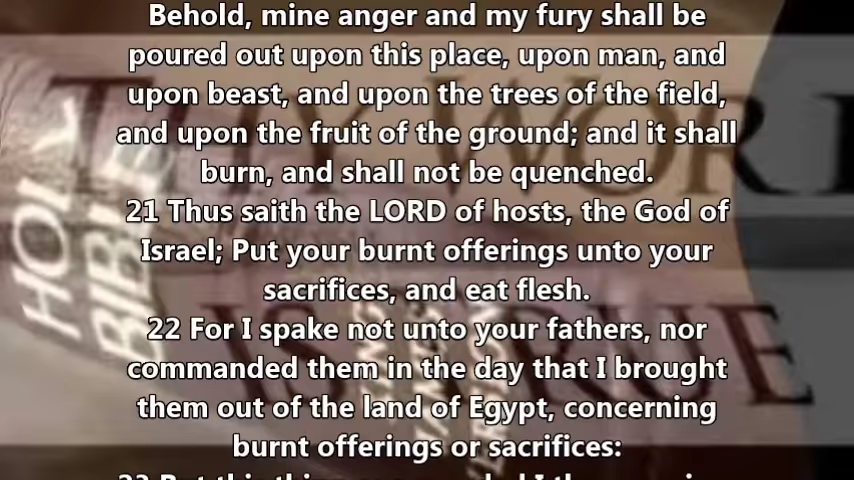 Behold, mine anger and my fury shall be
poured out upon this place, upon man, and
upon beast, and upon the trees of the field,
and upon the fruit of the ground; and it shall
burn, and shall not be quenched.
21 Thus saith the LORD of hosts, the God of
Israel; Put your burnt offerings unto your
sacrifices, and eat flesh.
22 For I spake not unto your fathers, nor
commanded them in the day that I brought
them out of the land of Egypt, concerning
burnt offerings or sacrifices:
HOLY
BIBLE